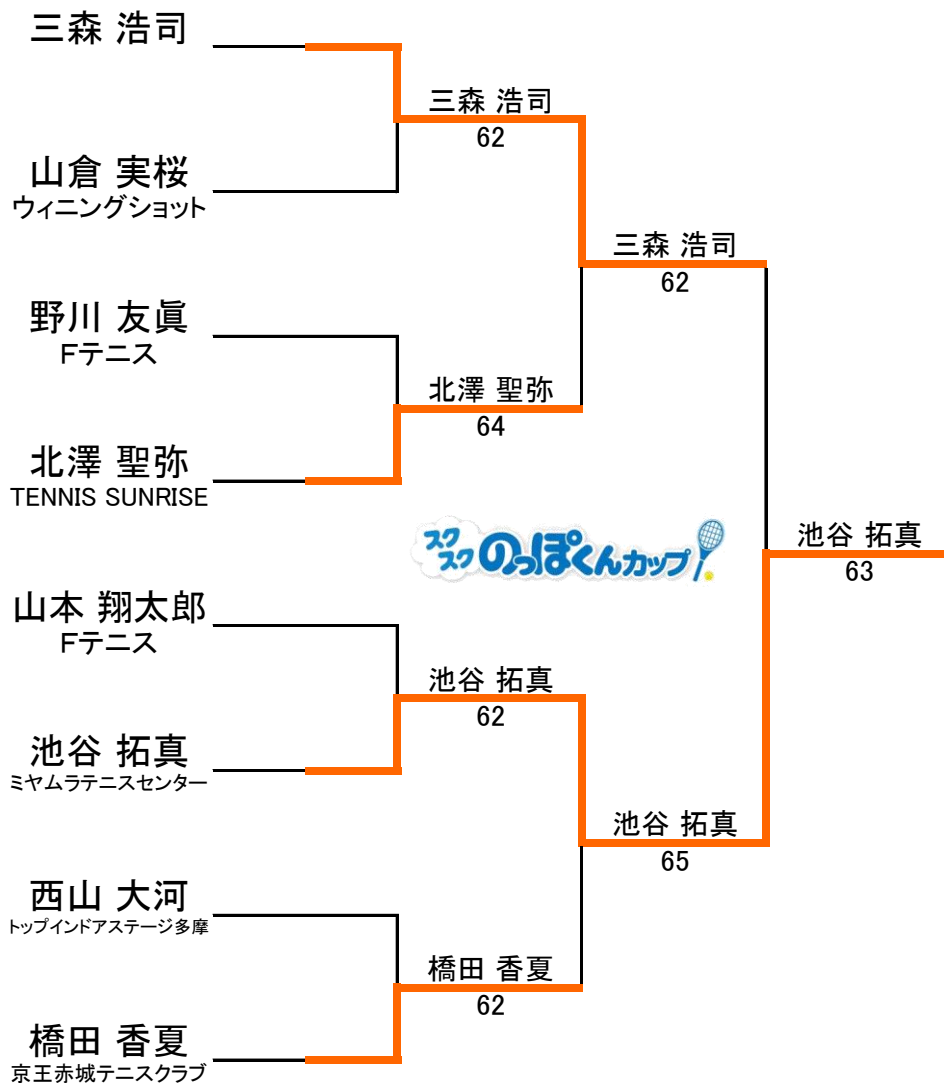 三森 浩司
山倉 実桜
ウィニングショット
野川 友眞
Fテニス
北澤 聖弥
TENNIS SUNRISE
山本 翔太郎
Fテニス
池谷 拓真
ミヤムラテニスセンター
西山 大河
トップインドアステージ多摩
橋田 香夏
京王赤城テニスクラブ
三森 浩司
62
北澤 聖弥
64
池谷 拓真
62
橋田 香夏
62
三森 浩司
62
池谷 拓真
65
スクスク のっぽくんカップ
池谷 拓真
63